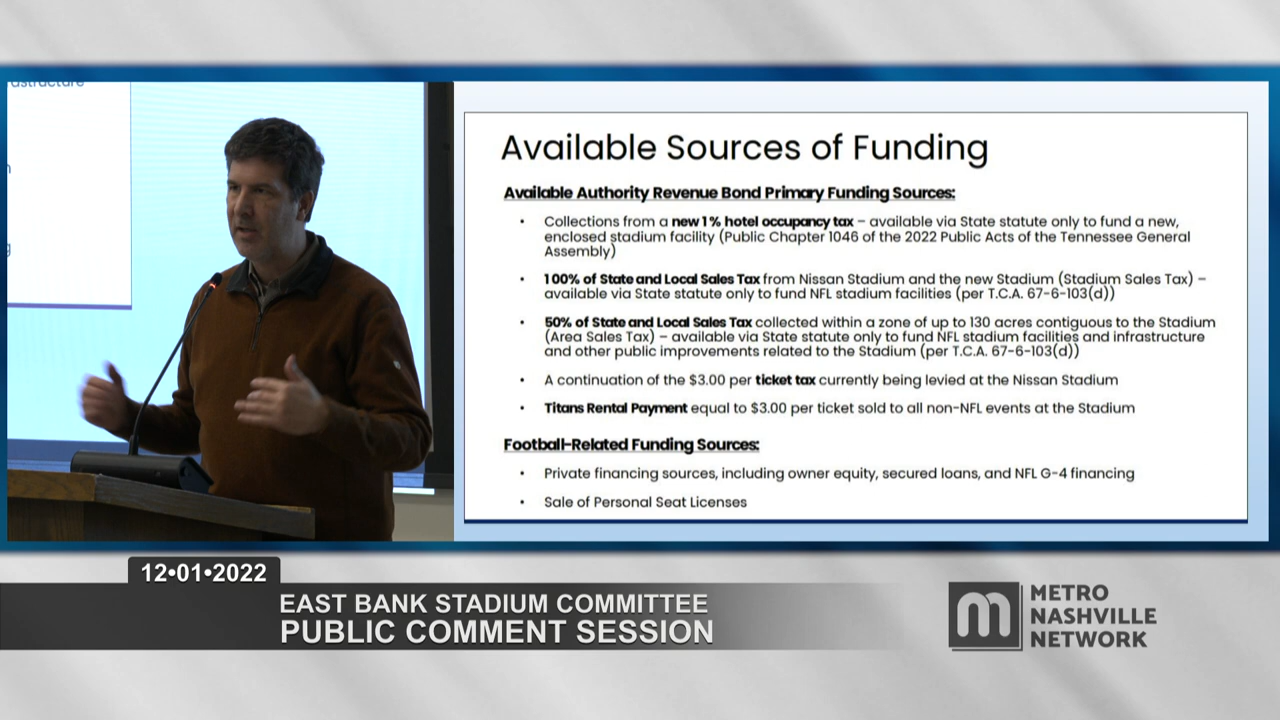 Available Sources of Funding
Available Authority Revenue Bond Primary Funding Sources:
• Collections from a new 1% hotel occupancy tax – available via State statute only to fund a new,
enclosed stadium facility (Public Chapter 1046 of the 2022 Public Acts of the Tennessee General
Assembly)
• 100% of State and Local Sales Tax from Nissan Stadium and the new Stadium (Stadium Sales Tax) –
available via State statute only to fund NFL stadium facilities (per T.C.A. 67-6-103(d))
• 50% of State and Local Sales Tax collected within a zone of up to 130 acres contiguous to the Stadium
(Area Sales Tax) – available via State statute only to fund NFL stadium facilities and infrastructure
and other public improvements related to the Stadium (per T.C.A. 67-6-103(d))
• A continuation of the $3.00 per ticket tax currently being levied at the Nissan Stadium
• Titans Rental Payment equal to $3.00 per ticket sold to all non-NFL events at the Stadium
Football-Related Funding Sources:
• Private financing sources, including owner equity, secured loans, and NFL G-4 financing
• Sale of Personal Seat Licenses
12•01•2022
EAST BANK STADIUM COMMITTEE
PUBLIC COMMENT SESSION
m METRO
NASHVILLE
NETWORK